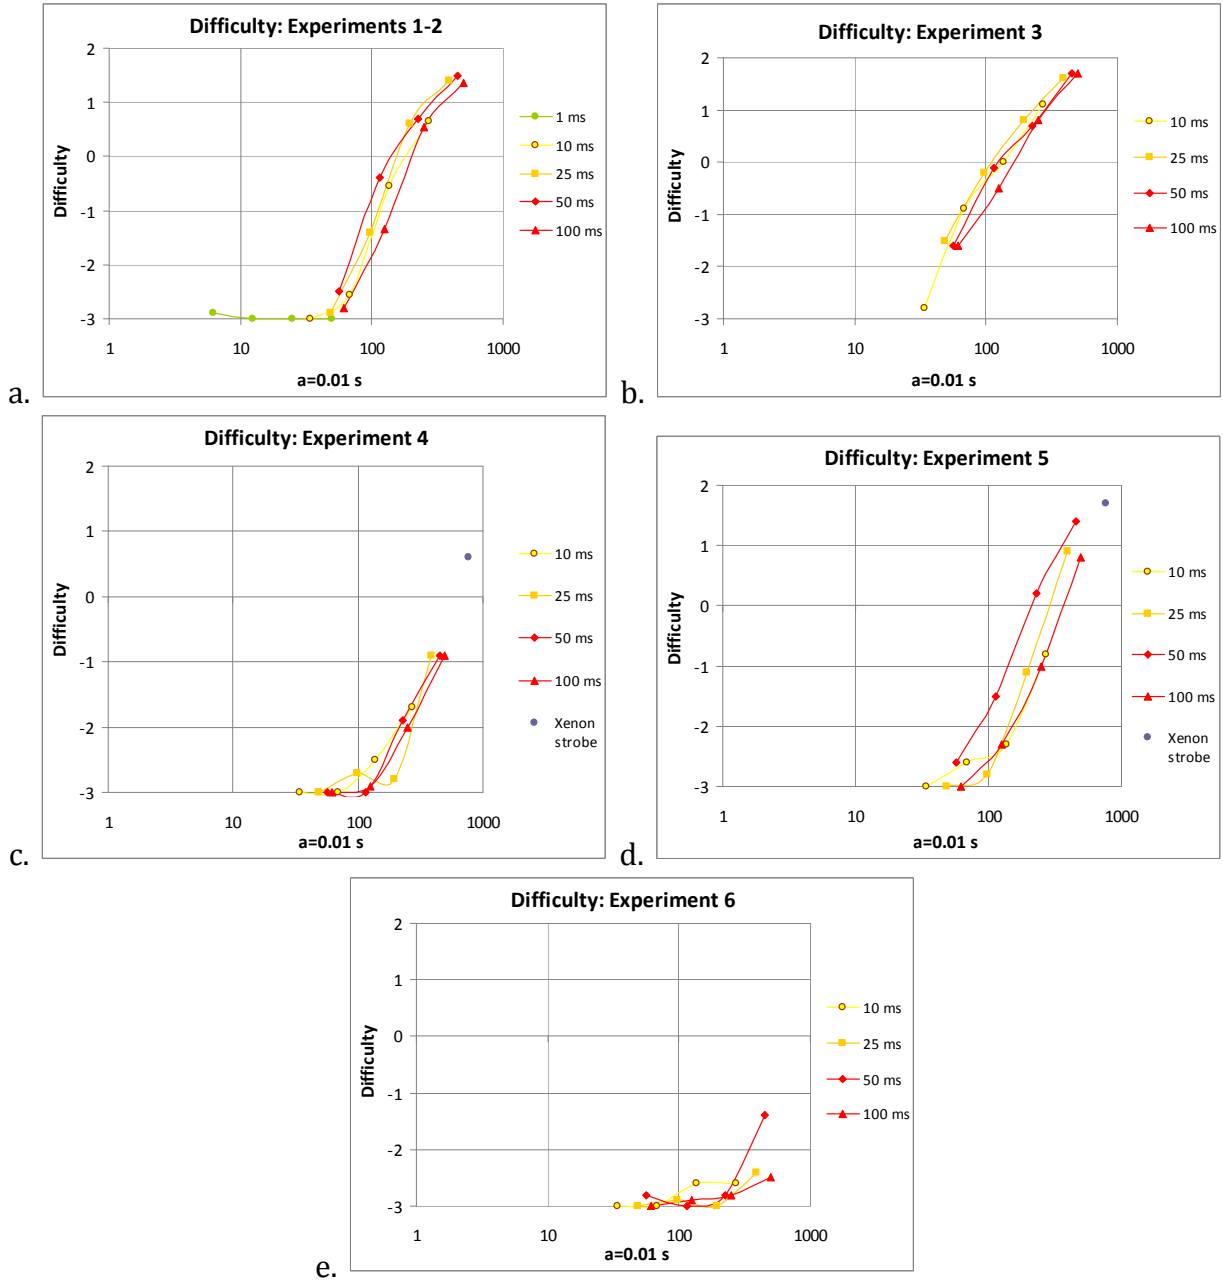 Difficulty: Experiments 1-2
2
1
0
-1
-2
-3
Difficulty
1 10 100 1000
a=0.01 s
1 ms
10 ms
25 ms
50 ms
100 ms
a.
Difficulty: Experiment 3
2
1
0
-1
-2
-3
Difficulty
1 10 100 1000
a=0.01 s
10 ms
25 ms
50 ms
100 ms
b.
Difficulty: Experiment 4
2
1
0
-1
-2
-3
Difficulty
1 10 100 1000
a=0.01 s
10 ms
25 ms
50 ms
100 ms
Xenon
strobe
c.
Difficulty: Experiment 5
2
1
0
-1
-2
-3
Difficulty
1 10 100 1000
a=0.01 s
10 ms
25 ms
50 ms
100 ms
Xenon
strobe
d.
Difficulty: Experiment 6
2
1
0
-1
-2
-3
Difficulty
1 10 100 1000
a=0.01 s
10 ms
25 ms
50 ms
100 ms
e.